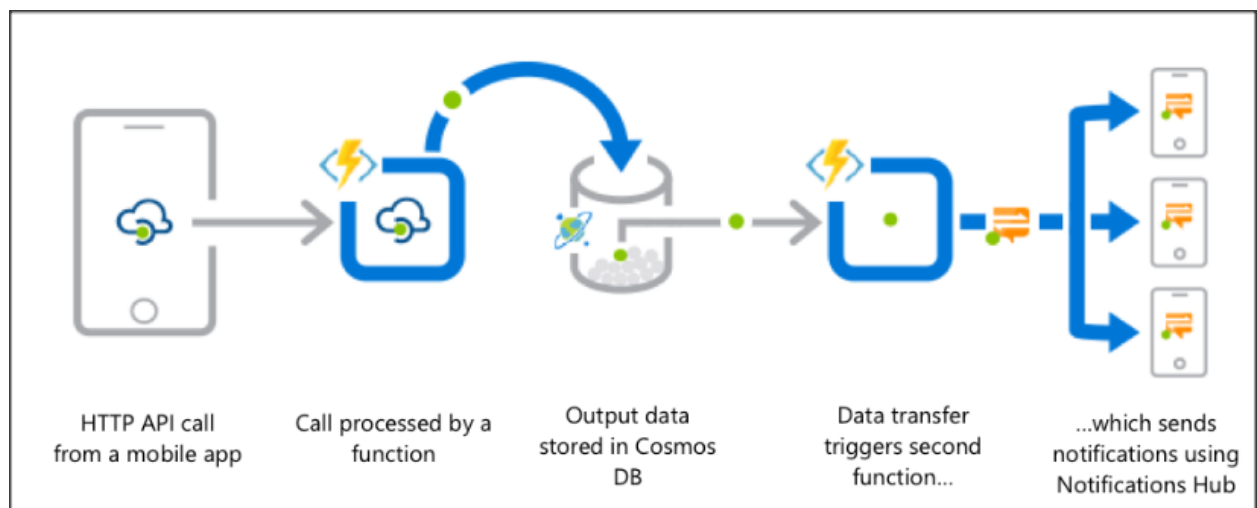 HTTP API call
from a mobile app
Call processed by a
function
Output data
stored in Cosmos
DB
Data transfer
triggers second
function...
...which sends
notifications using
Notifications Hub